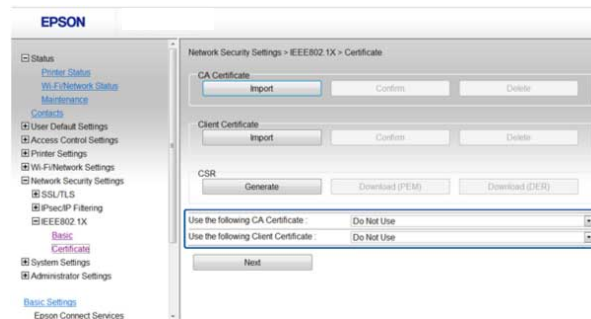 EPSON
Status
Printer Status
Wi-Fi/Network Status
Maintenance
Contacts
User Default Settings
Access Control Settings
Printer Settings
Wi-Fi/Network Settings
Network Security Settings
SSL/TLS
IPsec/IP Filtering
IEEE802.1X
Basic
Certificate
System Settings
Administrator Settings
Basic Settings
Epson Connect Services
Network Security Settings > IEEE802.1X > Certificate
CA Certificate
Import Confirm Delete
Client Certificate
Import Confirm Delete
CSR
Generate Download (PEM) Download (DER)
Use the following CA Certificate : Do Not Use
Use the following Client Certificate : Do Not Use
Next